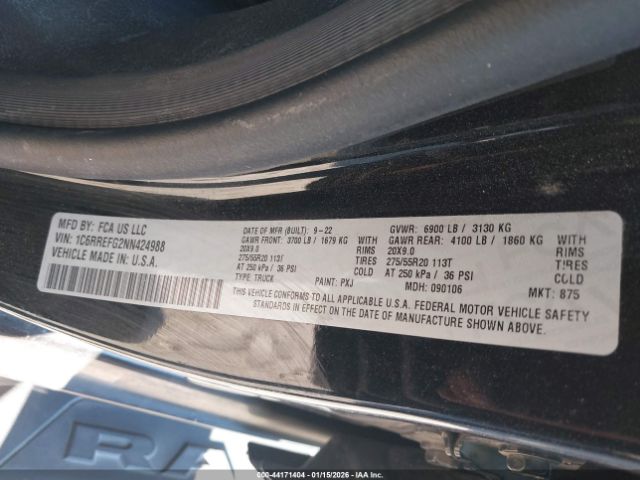 MFD BY: FCA US LLC
VIN: 1C6RREFG2NN424988
VEHICLE MADE IN U.S.A.
DATE OF MFR (BUILT): 9-22
GAWR FRONT: 3700 LB / 1679 KG WITH
20X9.0 RIMS
275/55R20 113T TIRES
AT 250 kPa / 36 PSI COLD
TYPE: TRUCK PAINT: PXJ
GVWR: 6900 LB / 3130 KG
GAWR REAR: 4100 LB / 1860 KG WITH
20X9.0 RIMS
275/55R20 113T TIRES
AT 250 kPa / 36 PSI COLD
MDH: 090106 MKT: 875
THIS VEHICLE CONFORMS TO ALL APPLICABLE U.S.A. FEDERAL MOTOR VEHICLE SAFETY
STANDARDS IN EFFECT ON THE DATE OF MANUFACTURE SHOWN ABOVE.
000-44171404 01/15/2026 IAA Holdings, LLC